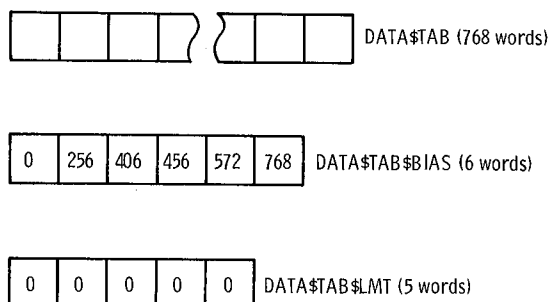 DATA$TAB (768 words)
0 256 406 456 572 768 DATA$TAB$BIAS (6 words)
0 0 0 0 0 DATA$TAB$LMT (5 words)